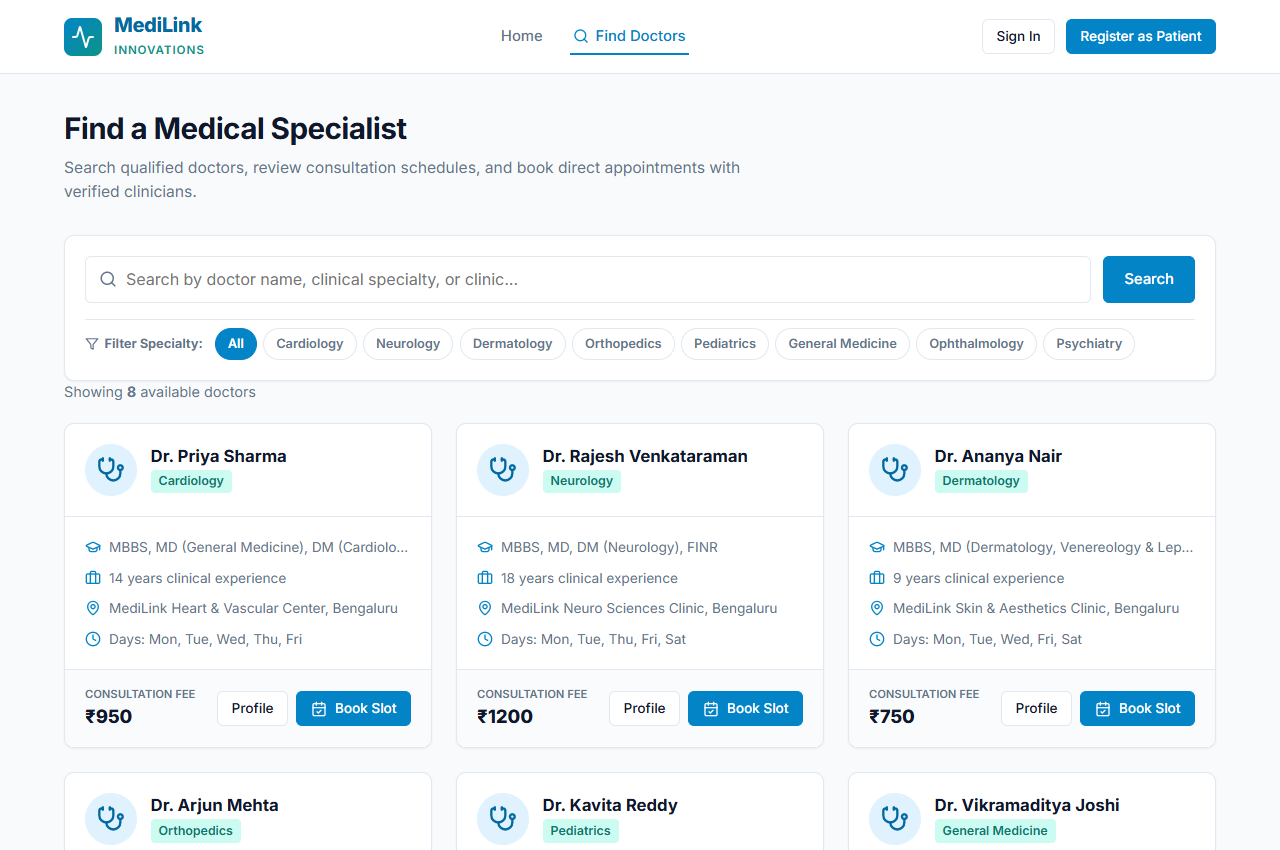 MediLink
INNOVATIONS
Home
Find Doctors
Sign In
Register as Patient
Find a Medical Specialist
Search qualified doctors, review consultation schedules, and book direct appointments with
verified clinicians.
Search by doctor name, clinical specialty, or clinic...
Search
Filter Specialty:
All
Cardiology
Neurology
Dermatology
Orthopedics
Pediatrics
General Medicine
Ophthalmology
Psychiatry
Showing 8 available doctors
Dr. Priya Sharma
Cardiology
MBBS, MD (General Medicine), DM (Cardiolo...
14 years clinical experience
MediLink Heart & Vascular Center, Bengaluru
Days: Mon, Tue, Wed, Thu, Fri
CONSULTATION FEE
₹950
Profile
Book Slot
Dr. Rajesh Venkataraman
Neurology
MBBS, MD, DM (Neurology), FINR
18 years clinical experience
MediLink Neuro Sciences Clinic, Bengaluru
Days: Mon, Tue, Thu, Fri, Sat
CONSULTATION FEE
₹1200
Profile
Book Slot
Dr. Ananya Nair
Dermatology
MBBS, MD (Dermatology, Venereology & Lep...
9 years clinical experience
MediLink Skin & Aesthetics Clinic, Bengaluru
Days: Mon, Tue, Wed, Fri, Sat
CONSULTATION FEE
₹750
Profile
Book Slot
Dr. Arjun Mehta
Orthopedics
Dr. Kavita Reddy
Pediatrics
Dr. Vikramaditya Joshi
General Medicine